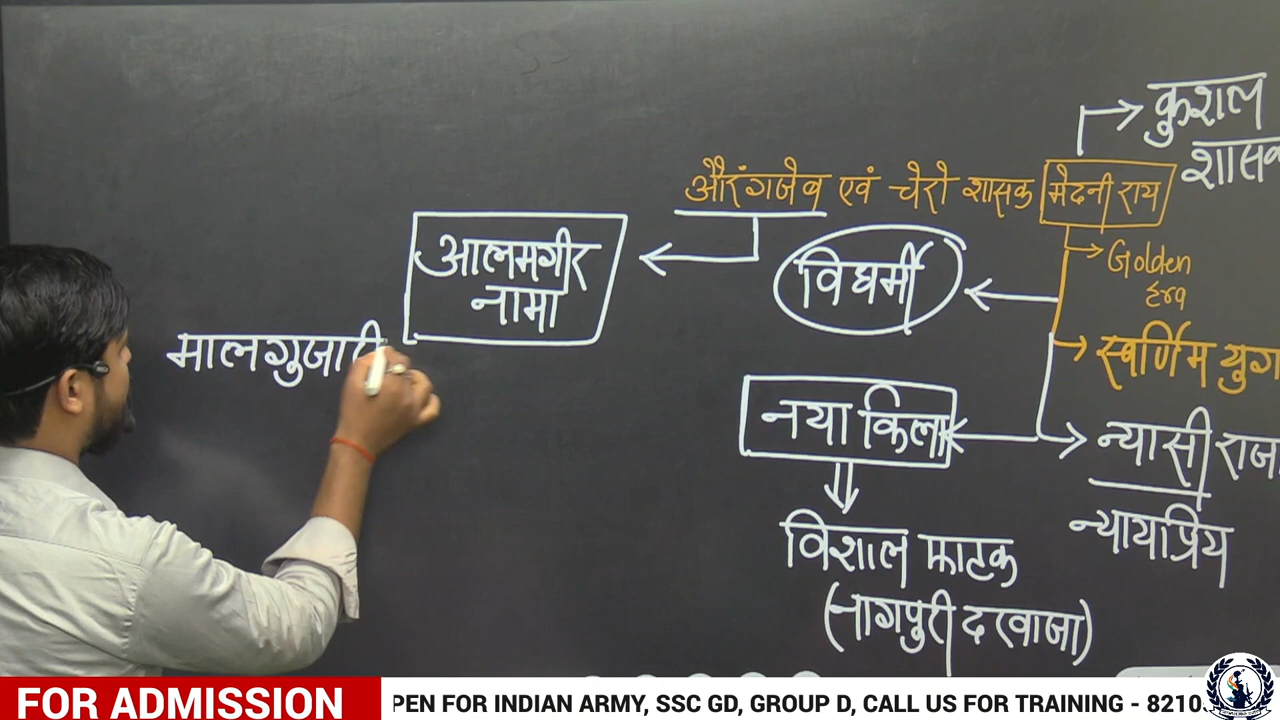 कुशल
शासक
औरंगजेब एवं चेरो शासक मेदनी राय
आलमगीर
नामा
विधर्मी
Golden
स्वर्णिम युग
मालगुजारी
नया किला
न्यासी राजा
न्यायप्रिय
विशाल फाटक
(नागपुरी दरवाजा)
FOR ADMISSION
PEN FOR INDIAN ARMY, SSC GD, GROUP D, CALL US FOR TRAINING - 8210